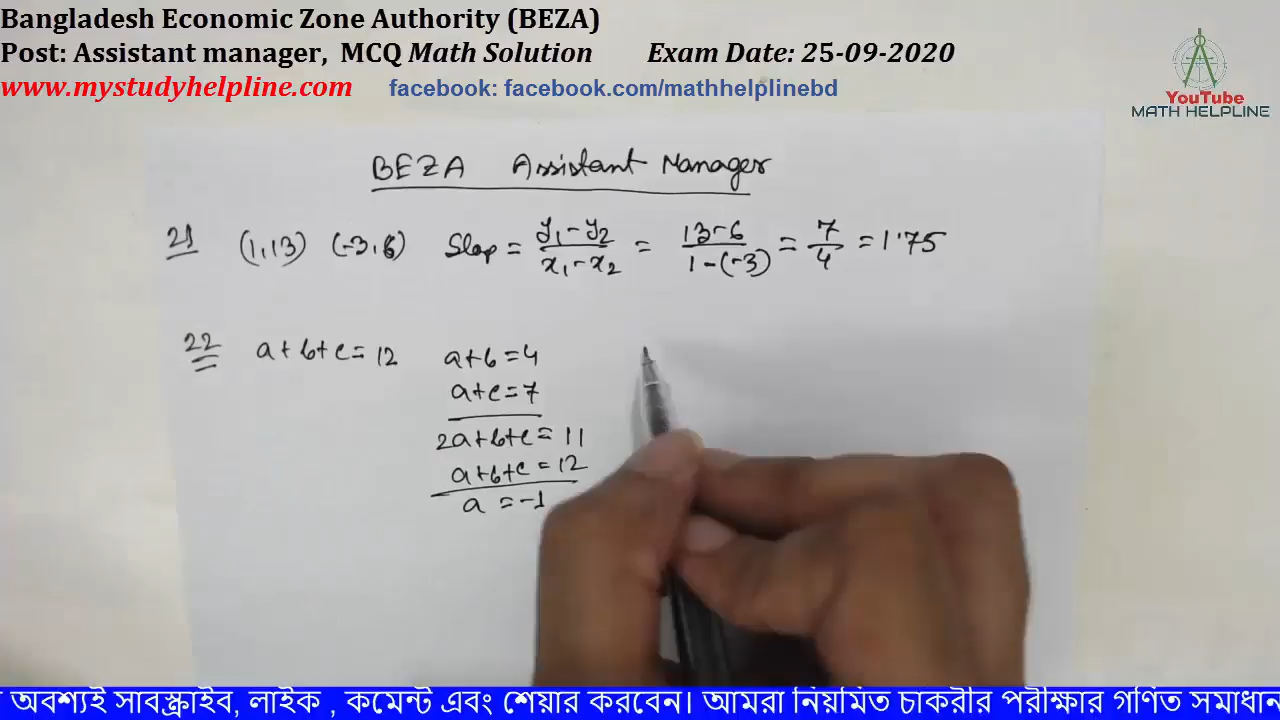 Bangladesh Economic Zone Authority (BEZA)
Post: Assistant manager, MCQ Math Solution Exam Date: 25-09-2020
www.mystudyhelpline.com facebook: facebook.com/mathhelplinebd
YouTube
MATH HELPLINE
BEZA Assistant Manager
21 (1,13) (-3,6) Slop = y₁-y₂ / x₁-x₂ = 13-6 / 1-(-3) = 7/4 = 1.75
22 a+b+c=12 a+b=4
a+c=7
2a+b+c=11
a+b+c=12
a=-1
অবশ্যই সাবস্ক্রাইব, লাইক , কমেন্ট এবং শেয়ার করবেন। আমরা নিয়মিত চাকরীর পরীক্ষার গণিত সমাধান